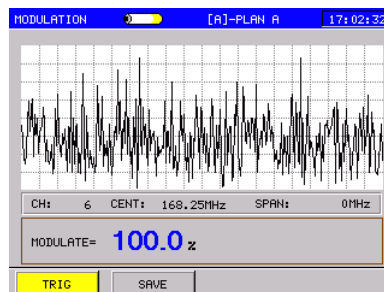 MODULATION [A]-PLAN A 17:02:32
CH: 6 CENT: 168.25MHz SPAN: 0MHz
MODULATE= 100.0 %
TRIG SAVE